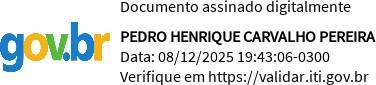 Documento assinado digitalmente
gov.br
PEDRO HENRIQUE CARVALHO PEREIRA
Data: 08/12/2025 19:43:06-0300
Verifique em https://validar.iti.gov.br